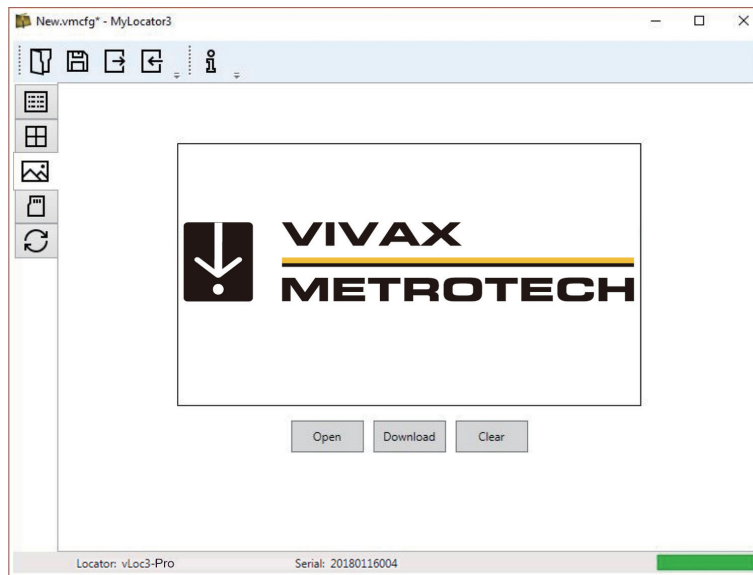 New.vmcfg* - MyLocator3
VIVAX
METROTECH
Open Download Clear
Locator: vLoc3-Pro Serial: 20180116004